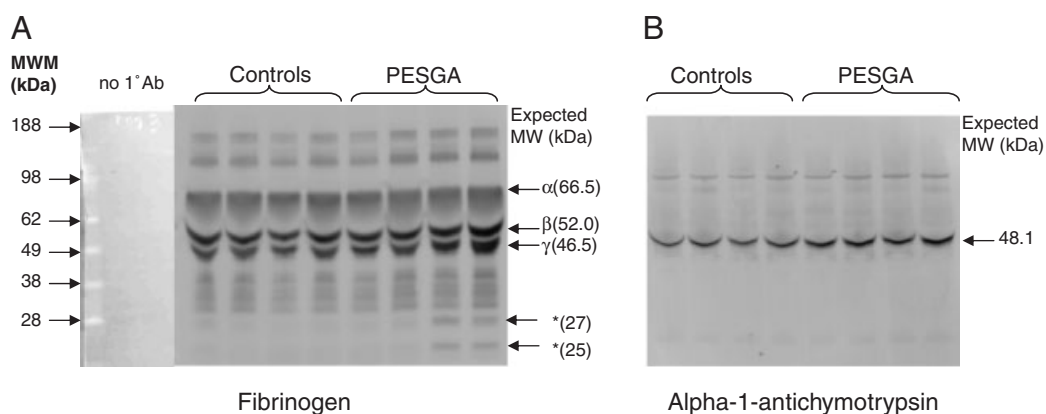 A
B
MWM
(kDa)
no 1°Ab
Controls
PESGA
Controls
PESGA
Expected
MW (kDa)
Expected
MW (kDa)
188
98
62
49
38
28
α(66.5)
β(52.0)
γ(46.5)
*(27)
*(25)
48.1
Fibrinogen
Alpha-1-antichymotrypsin